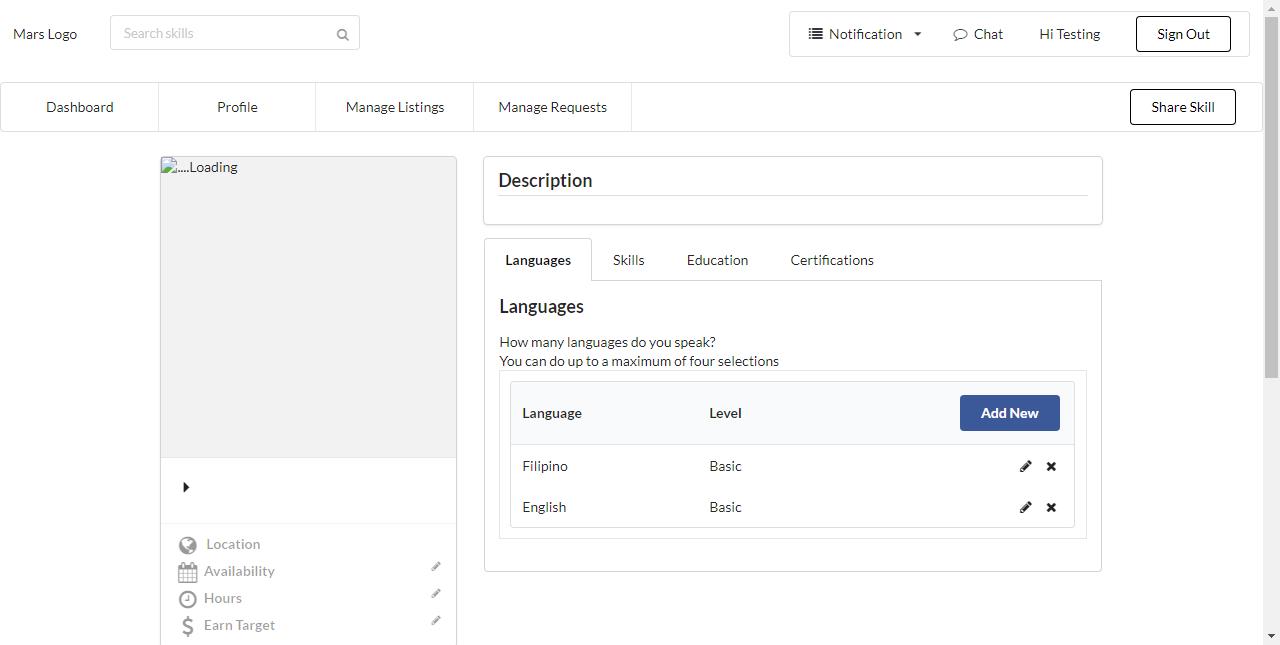 Mars Logo
Search skills
Notification
Chat
Hi Testing
Sign Out
Dashboard
Profile
Manage Listings
Manage Requests
Share Skill
....Loading
Description
Languages
Skills
Education
Certifications
Languages
How many languages do you speak?
You can do up to a maximum of four selections
Language
Level
Add New
Filipino
Basic
English
Basic
Location
Availability
Hours
Earn Target